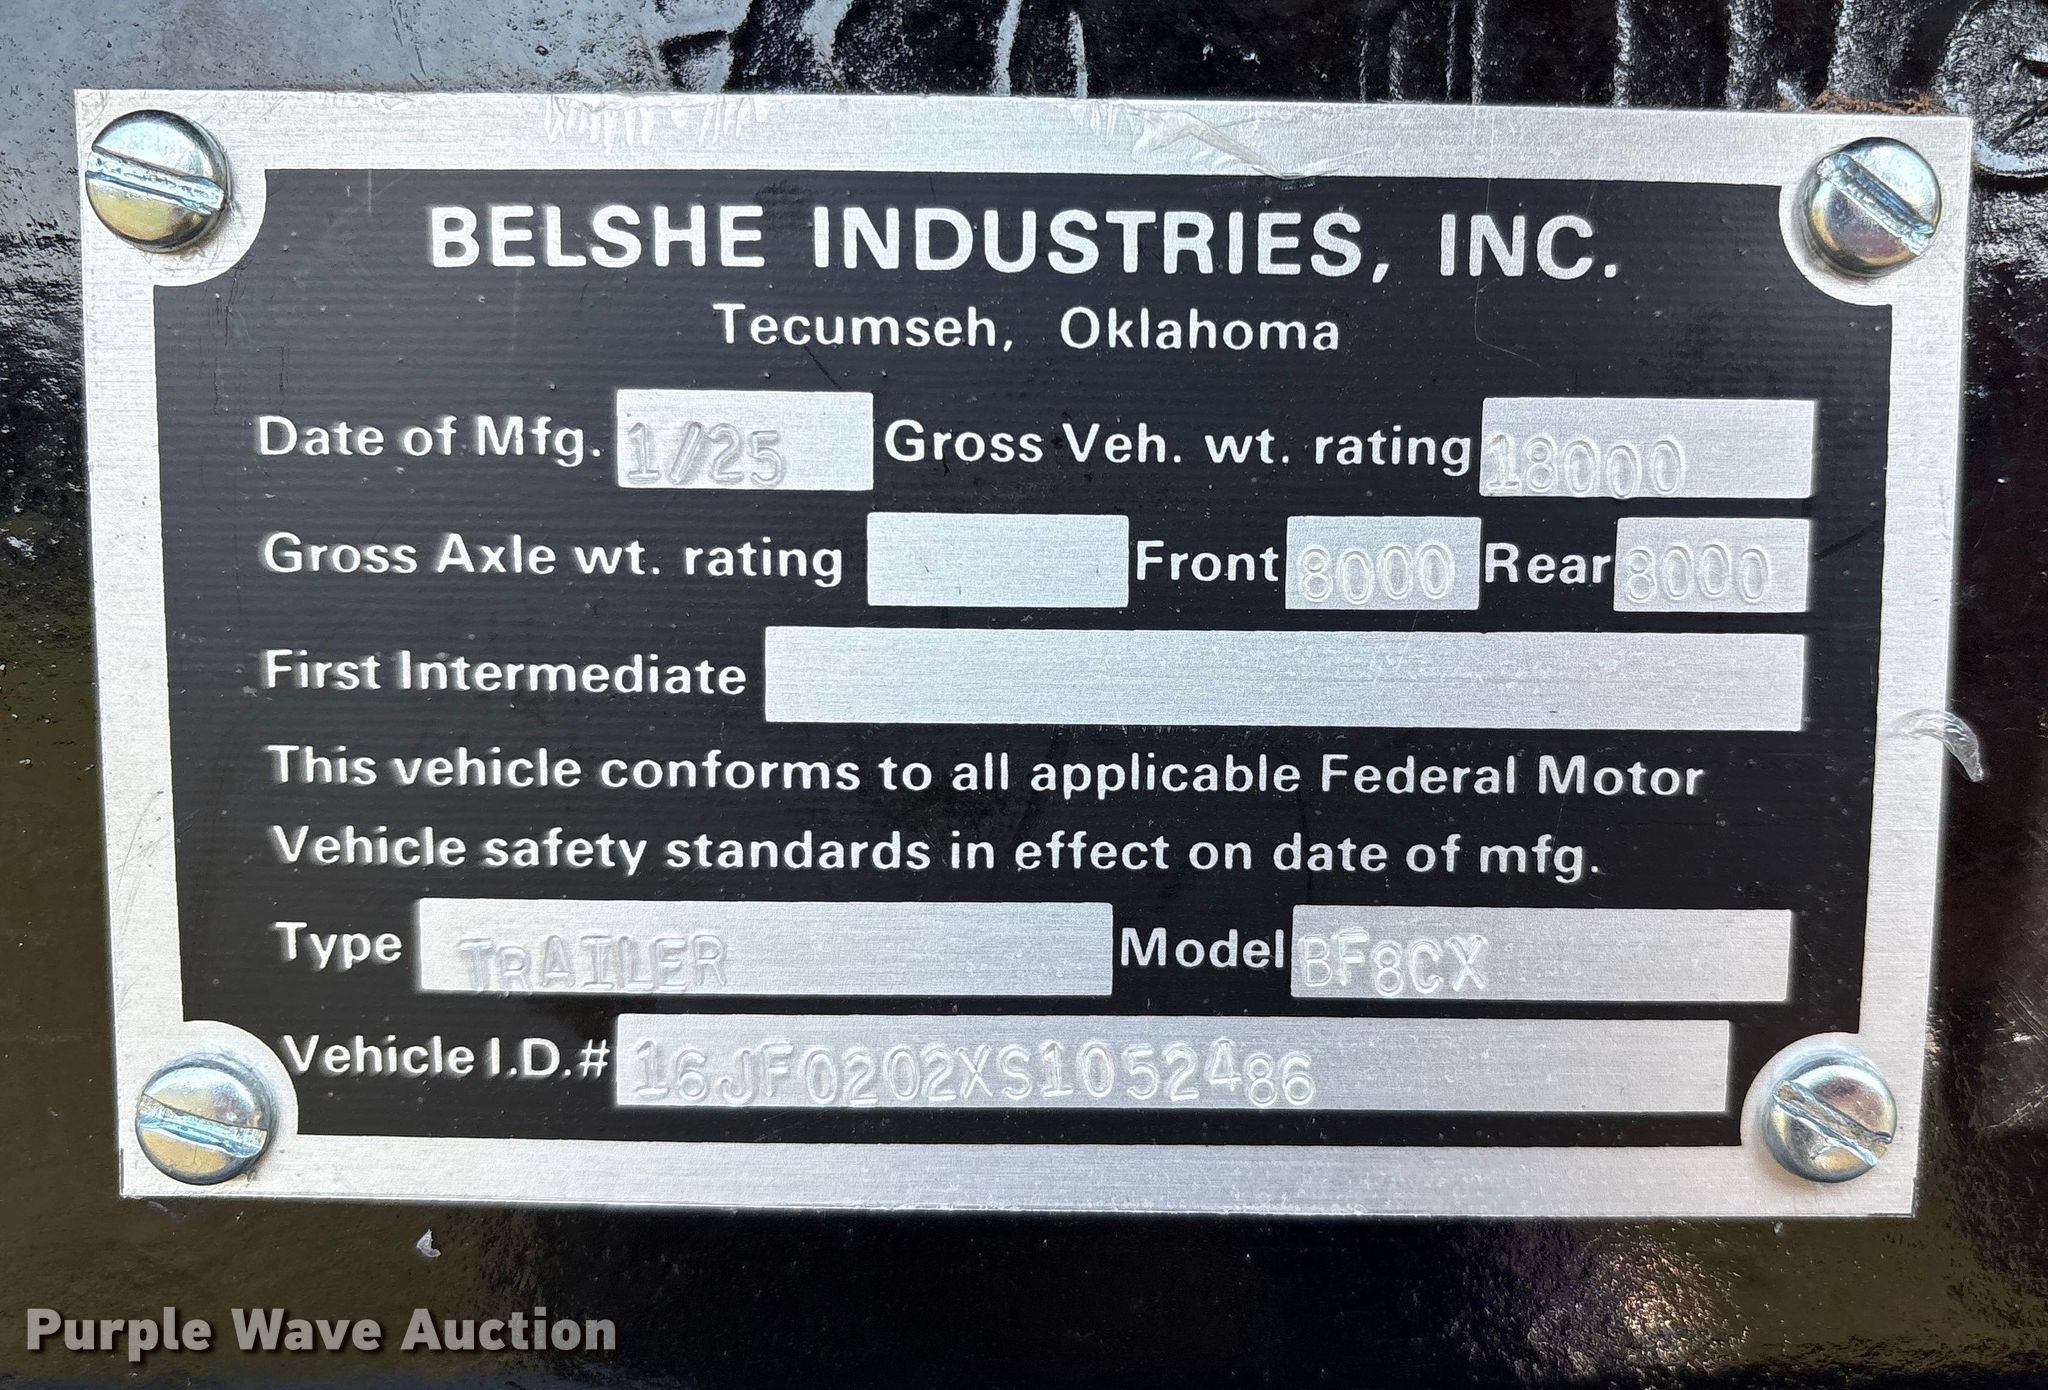 BELSHE INDUSTRIES, INC.
Tecumseh, Oklahoma
Date of Mfg. 1/25 Gross Veh. wt. rating 18000
Gross Axle wt. rating Front 8000 Rear 8000
First Intermediate
This vehicle conforms to all applicable Federal Motor
Vehicle safety standards in effect on date of mfg.
Type TRAILER Model BF8CX
Vehicle I.D.# 16JF0202XS1052486
Purple Wave Auction